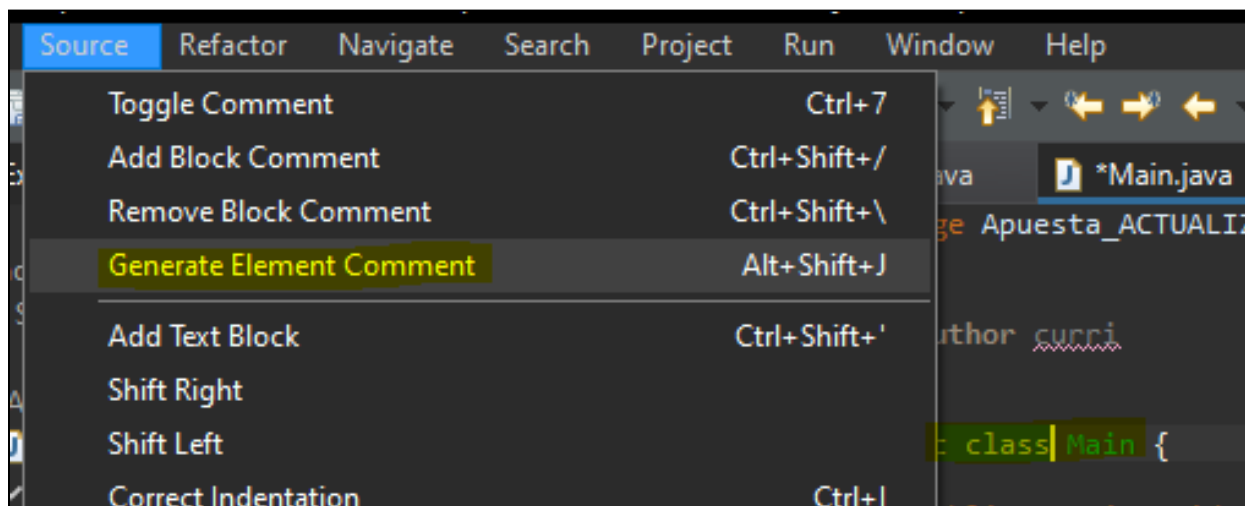 Source Refactor Navigate Search Project Run Window Help
Toggle Comment Ctrl+7
Add Block Comment Ctrl+Shift+/
ava *Main.java
Remove Block Comment Ctrl+Shift+\
ge Apuesta_ACTUALIZ
Generate Element Comment Alt+Shift+J
Add Text Block Ctrl+Shift+'
uthor curri
Shift Right
Shift Left
c class Main {
Correct Indentation Ctrl+I